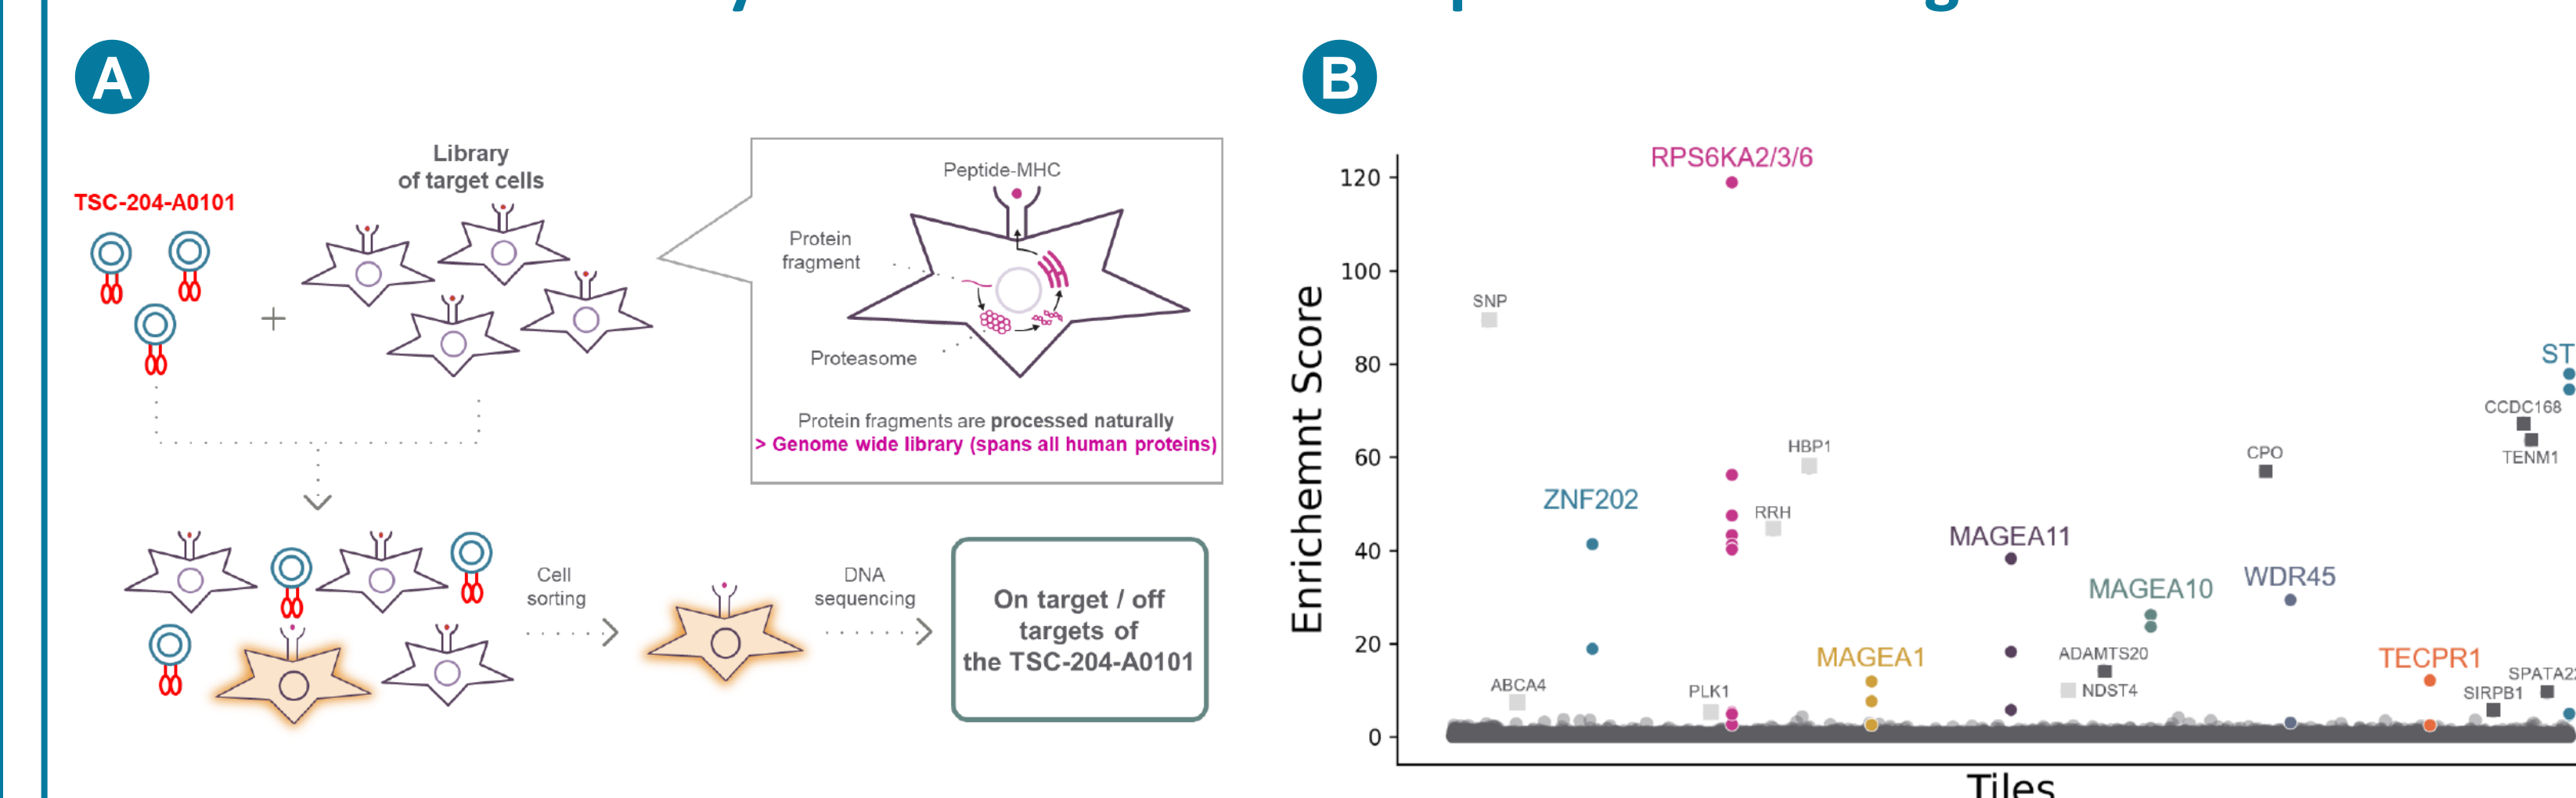 A
TSC-204-A0101
Library
of target cells
Peptide-MHC
Protein
fragment
Proteasome
Protein fragments are processed naturally
> Genome wide library (spans all human proteins)
Cell
sorting
DNA
sequencing
On target / off
targets of
the TSC-204-A0101
B
Enrichemnt Score
120
100
80
60
40
20
0
RPS6KA2/3/6
SNP
ZNF202
HBP1
RRH
MAGEA11
MAGEA10
WDR45
CPO
ST
CCDC168
TENM1
MAGEA1
ADAMTS20
NDST4
TECPR1
SPATA22
SIRPB1
ABCA4
PLK1
Tiles